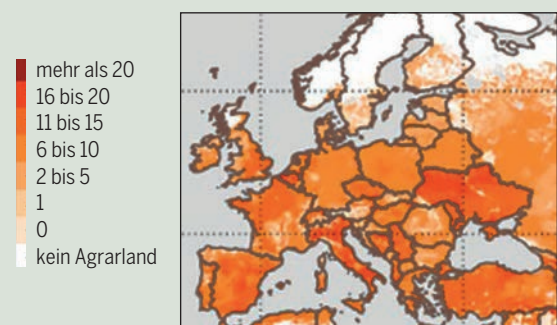 mehr als 20
16 bis 20
11 bis 15
6 bis 10
2 bis 5
1
0
kein Agrarland